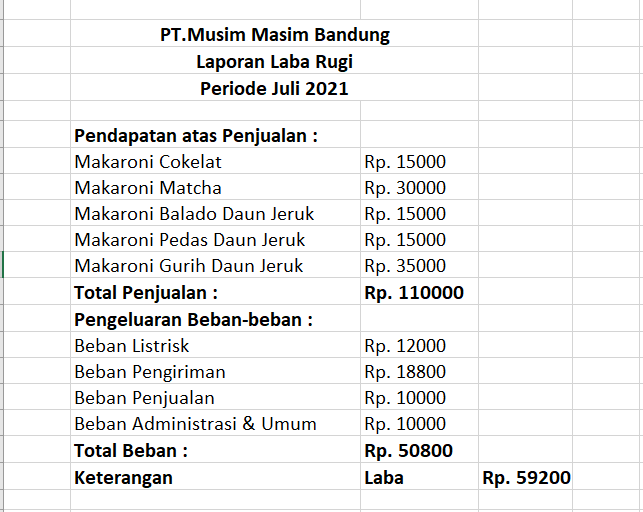 PT.Musim Masim Bandung
Laporan Laba Rugi
Periode Juli 2021
Pendapatan atas Penjualan :
Makaroni Cokelat Rp. 15000
Makaroni Matcha Rp. 30000
Makaroni Balado Daun Jeruk Rp. 15000
Makaroni Pedas Daun Jeruk Rp. 15000
Makaroni Gurih Daun Jeruk Rp. 35000
Total Penjualan : Rp. 110000
Pengeluaran Beban-beban :
Beban Listrisk Rp. 12000
Beban Pengiriman Rp. 18800
Beban Penjualan Rp. 10000
Beban Administrasi & Umum Rp. 10000
Total Beban : Rp. 50800
Keterangan Laba Rp. 59200